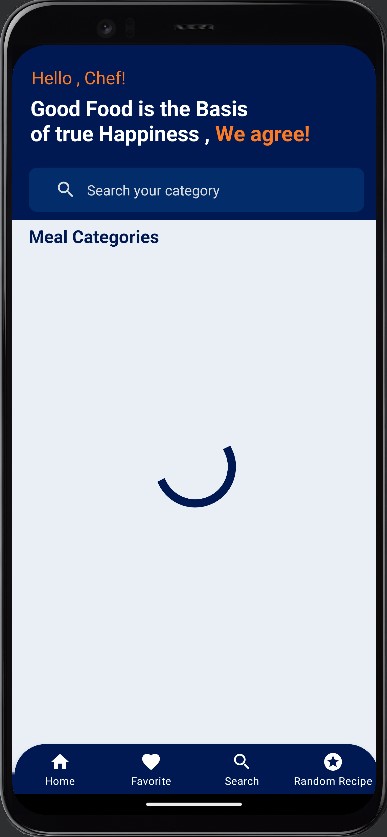 Hello , Chef!
Good Food is the Basis
of true Happiness , We agree!
Search your category
Meal Categories
Home Favorite Search Random Recipe